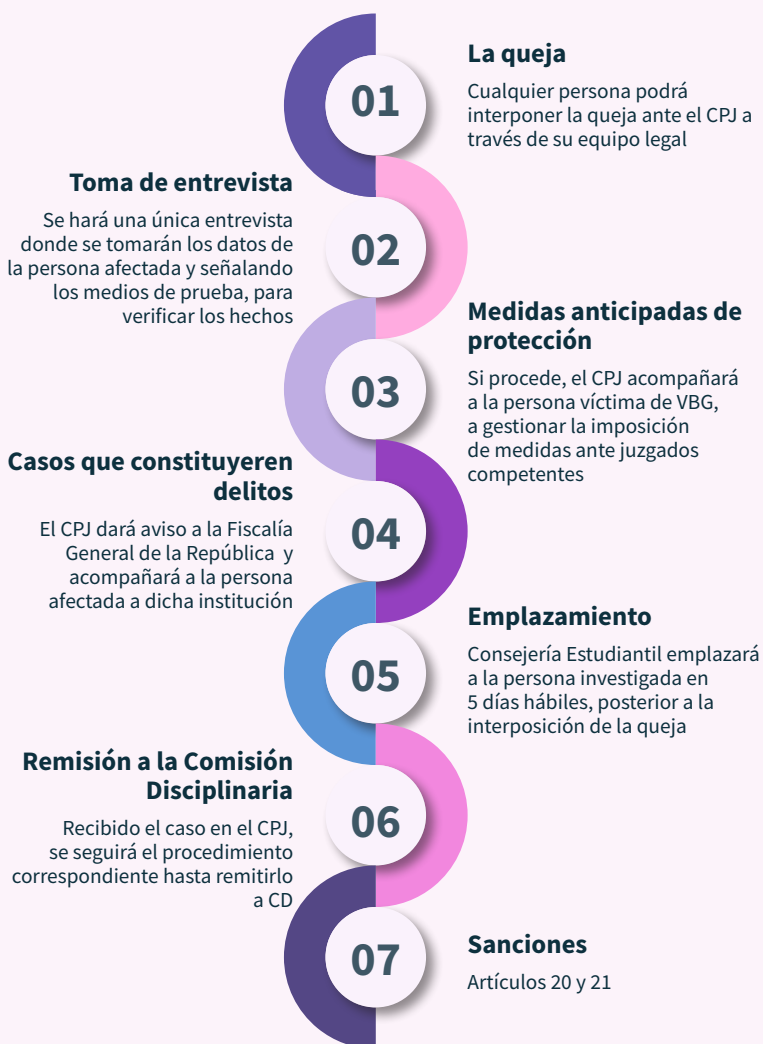 01
La queja
Cualquier persona podrá
interponer la queja ante el CPJ a
través de su equipo legal
Toma de entrevista
Se hará una única entrevista
donde se tomarán los datos de
la persona afectada y señalando
los medios de prueba, para
verificar los hechos
02
Medidas anticipadas de
protección
Si procede, el CPJ acompañará
a la persona víctima de VBG,
a gestionar la imposición
de medidas ante juzgados
competentes
03
Casos que constituyeren
delitos
El CPJ dará aviso a la Fiscalía
General de la República y
acompañará a la persona
afectada a dicha institución
04
Emplazamiento
Consejería Estudiantil emplazará
a la persona investigada en
5 días hábiles, posterior a la
interposición de la queja
05
Remisión a la Comisión
Disciplinaria
Recibido el caso en el CPJ,
se seguirá el procedimiento
correspondiente hasta remitirlo
a CD
06
Sanciones
Artículos 20 y 21
07